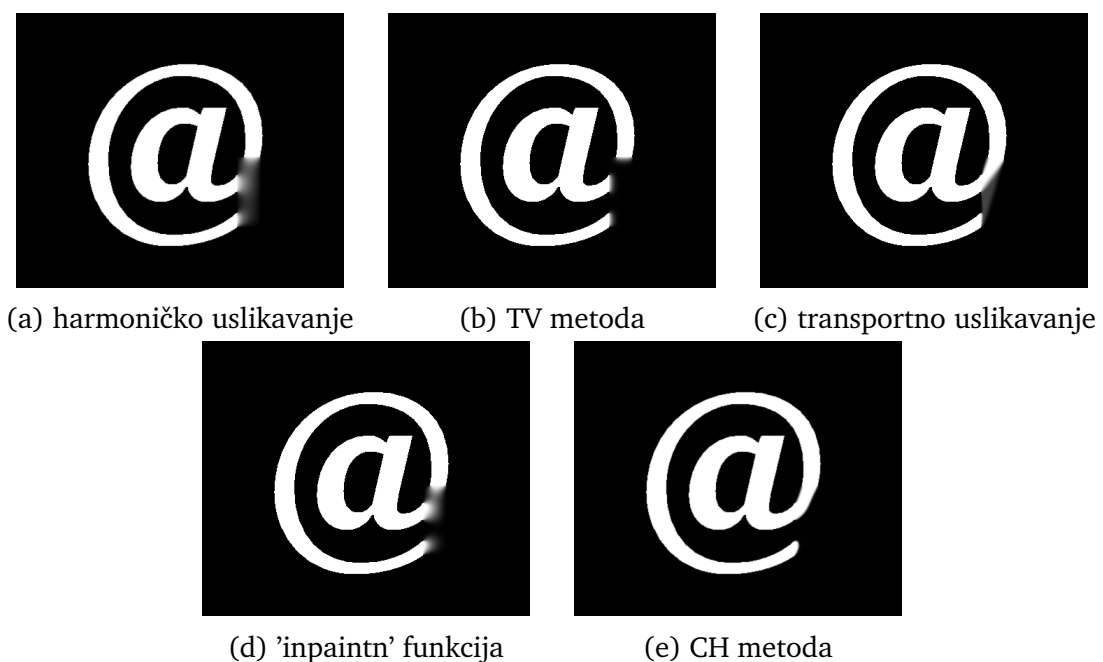 @ @ @
(a) harmoničko uslikavanje (b) TV metoda (c) transportno uslikavanje
@ @
(d) ’inpaintn’ funkcija (e) CH metoda